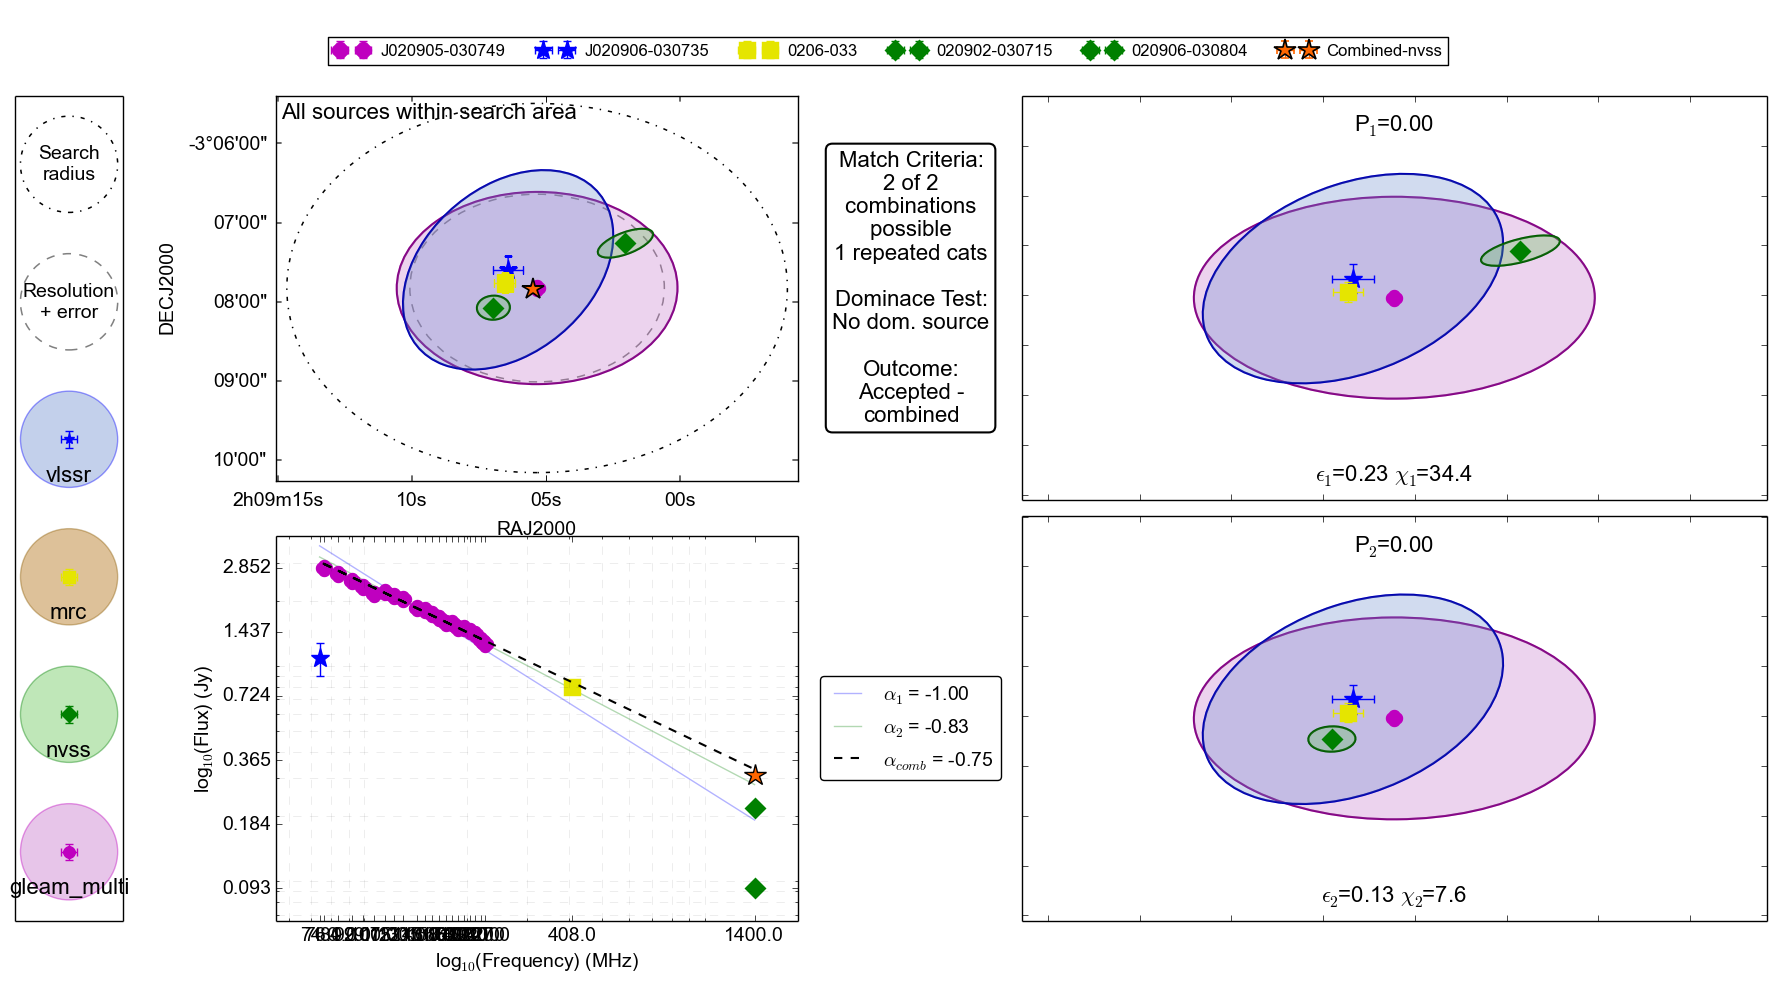 J020905-030749 J020906-030735 0206-033 020902-030715 020906-030804 Combined-nvss
Search
radius
Resolution
+ error
vlssr
mrc
nvss
gleam_multi
All sources within search area
DECJ2000
-3°06'00"
07'00"
08'00"
09'00"
10'00"
2h09m15s 10s 05s 00s
RAJ2000
Match Criteria:
2 of 2
combinations
possible
1 repeated cats
Dominace Test:
No dom. source
Outcome:
Accepted -
combined
P₁=0.00
ϵ₁=0.23 χ₁=34.4
log₁₀(Flux) (Jy)
2.852
1.437
0.724
0.365
0.184
0.093
408.0 1400.0
log₁₀(Frequency) (MHz)
α₁ = -1.00
α₂ = -0.83
α_comb = -0.75
P₂=0.00
ϵ₂=0.13 χ₂=7.6